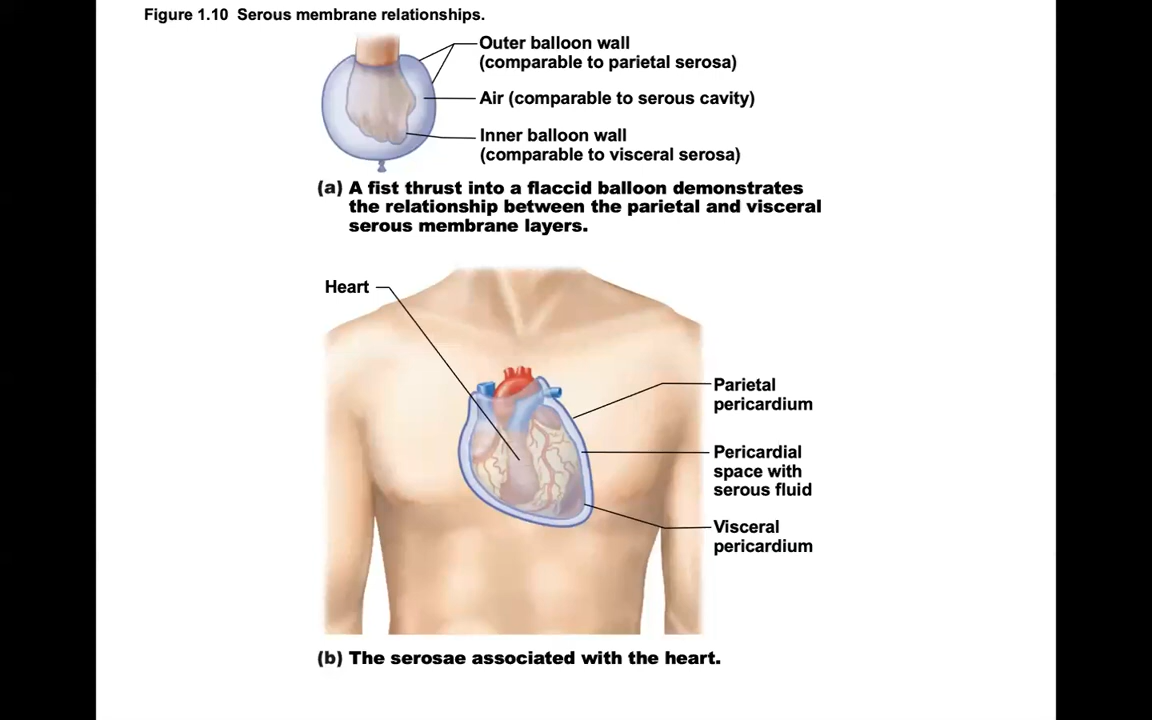 Figure 1.10 Serous membrane relationships.
Outer balloon wall
(comparable to parietal serosa)
Air (comparable to serous cavity)
Inner balloon wall
(comparable to visceral serosa)
(a) A fist thrust into a flaccid balloon demonstrates
the relationship between the parietal and visceral
serous membrane layers.
Heart
Parietal
pericardium
Pericardial
space with
serous fluid
Visceral
pericardium
(b) The serosae associated with the heart.